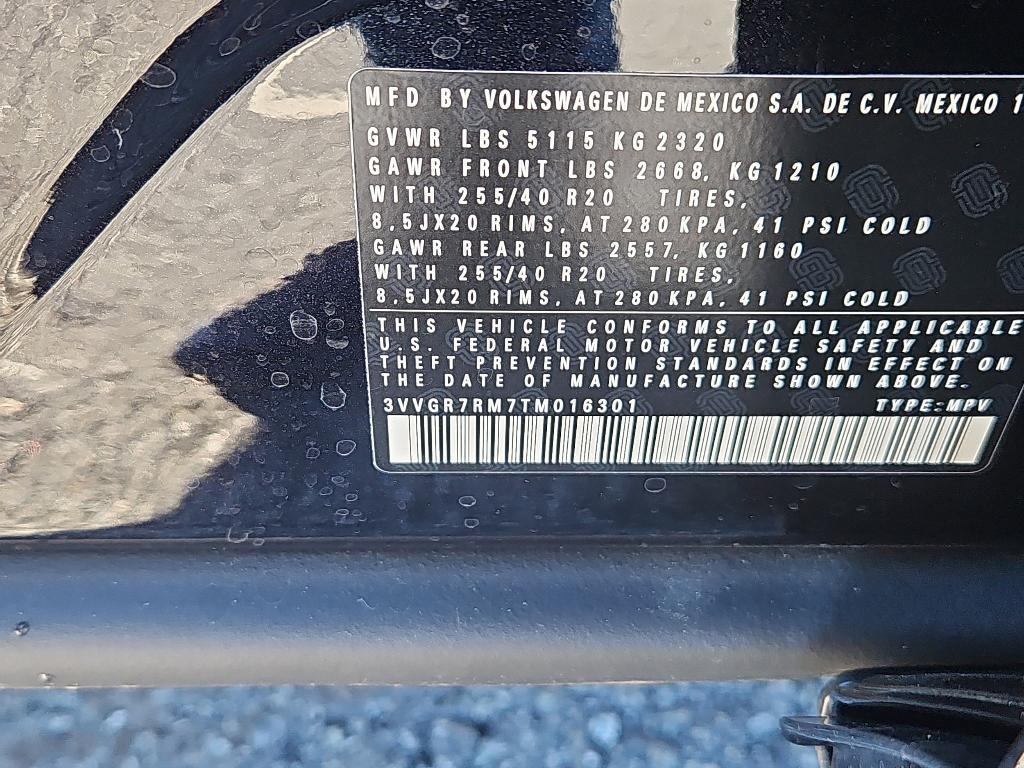 MFD BY VOLKSWAGEN DE MEXICO S.A. DE C.V. MEXICO 1
GVWR LBS 5115 KG 2320
GAWR FRONT LBS 2668, KG 1210
WITH 255/40 R20 TIRES,
8,5JX20 RIMS, AT 280 KPA, 41 PSI COLD
GAWR REAR LBS 2557, KG 1160
WITH 255/40 R20 TIRES,
8,5JX20 RIMS, AT 280 KPA, 41 PSI COLD
THIS VEHICLE CONFORMS TO ALL APPLICABLE
U.S. FEDERAL MOTOR VEHICLE SAFETY AND
THEFT PREVENTION STANDARDS IN EFFECT ON
THE DATE OF MANUFACTURE SHOWN ABOVE.
3VVGR7RM7TM016301 TYPE:MPV